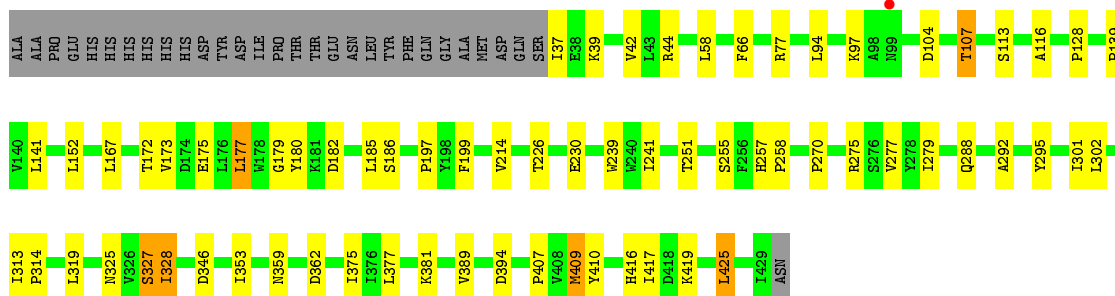 ALA ALA PRO GLU HIS HIS HIS HIS HIS HIS ASP TYR ASP ILE PRO THR THR GLU ASN LEU TYR PHE GLN GLY ALA MET ASP GLN SER I37 E38 K39 V42 L43 R44 L58 F66 R77 L94 K97 A98 N99 D104 T107 S113 A116 P128 R139
V140 L141 L152 L167 T172 V173 D174 E175 L176 L177 W178 G179 Y180 K181 D182 L185 S186 P197 Y198 F199 V214 T226 E230 W239 W240 I241 T251 S255 F256 H257 P258 P270 R275 S276 V277 Y278 I279 Q288 A292 Y295 I301 L302
I313 P314 L319 N325 V326 S327 I328 D346 I353 N359 D362 I375 I376 L377 K381 V389 D394 P407 V408 M409 Y410 H416 I417 D418 K419 L425 I429 ASN